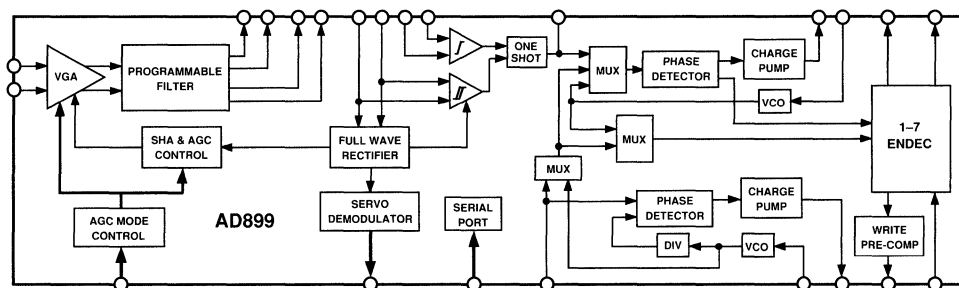 VGA
PROGRAMMABLE
FILTER
ONE
SHOT
MUX
PHASE
DETECTOR
CHARGE
PUMP
VCO
SHA & AGC
CONTROL
FULL WAVE
RECTIFIER
MUX
1–7
ENDEC
MUX
AGC MODE
CONTROL
AD899
SERVO
DEMODULATOR
SERIAL
PORT
PHASE
DETECTOR
CHARGE
PUMP
DIV
VCO
WRITE
PRE-COMP